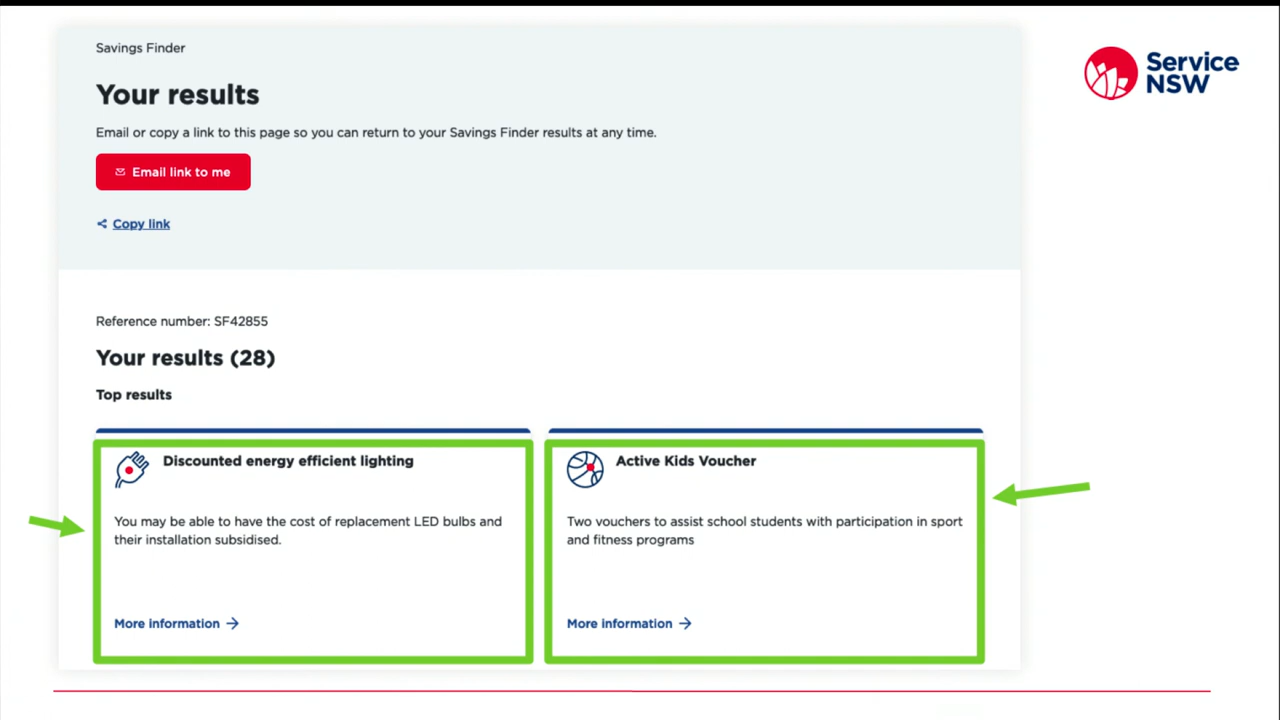 Savings Finder
Service
NSW
Your results
Email or copy a link to this page so you can return to your Savings Finder results at any time.
Email link to me
Copy link
Reference number: SF42855
Your results (28)
Top results
Discounted energy efficient lighting
You may be able to have the cost of replacement LED bulbs and
their installation subsidised.
More information
Active Kids Voucher
Two vouchers to assist school students with participation in sport
and fitness programs
More information